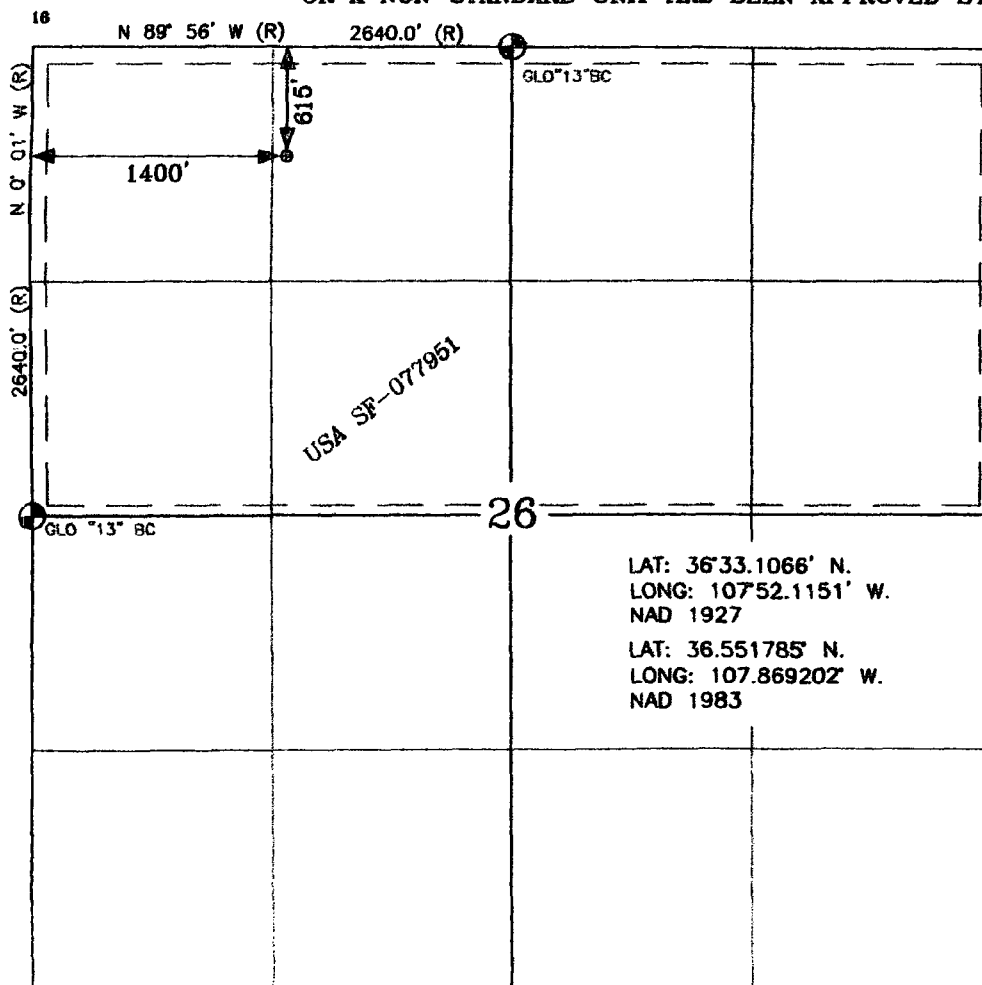 16
N 89° 56' W (R) 2640.0' (R)
GLO"13"BC
615'
1400'
N 0° 01' W (R)
2640.0' (R)
USA SF-077951
GLO "13" BC
26
LAT: 36°33.1066' N.
LONG: 107°52.1151' W.
NAD 1927
LAT: 36.551785° N.
LONG: 107.869202° W.
NAD 1983